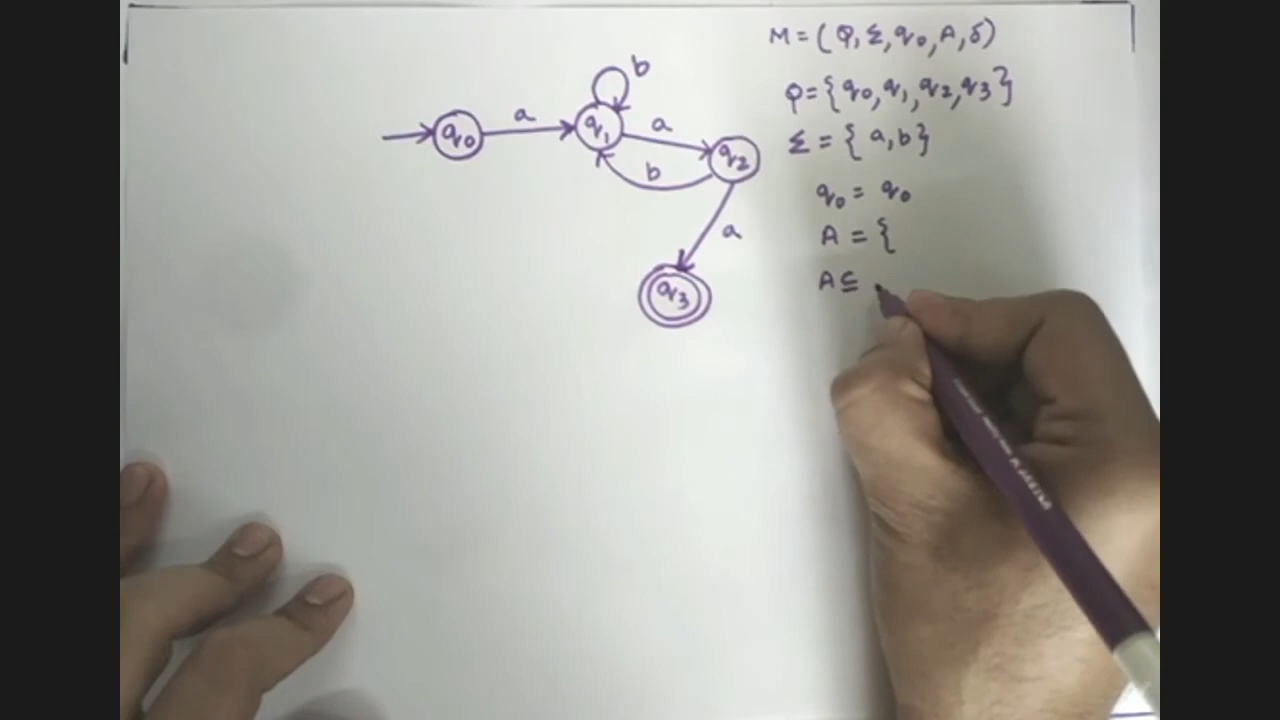 M = (Q, Σ, q0, A, δ)
Q = {q0, q1, q2, q3}
Σ = {a, b}
q0 = q0
A = {
A ⊆
b
a
q0
q1
a
q2
b
a
q3